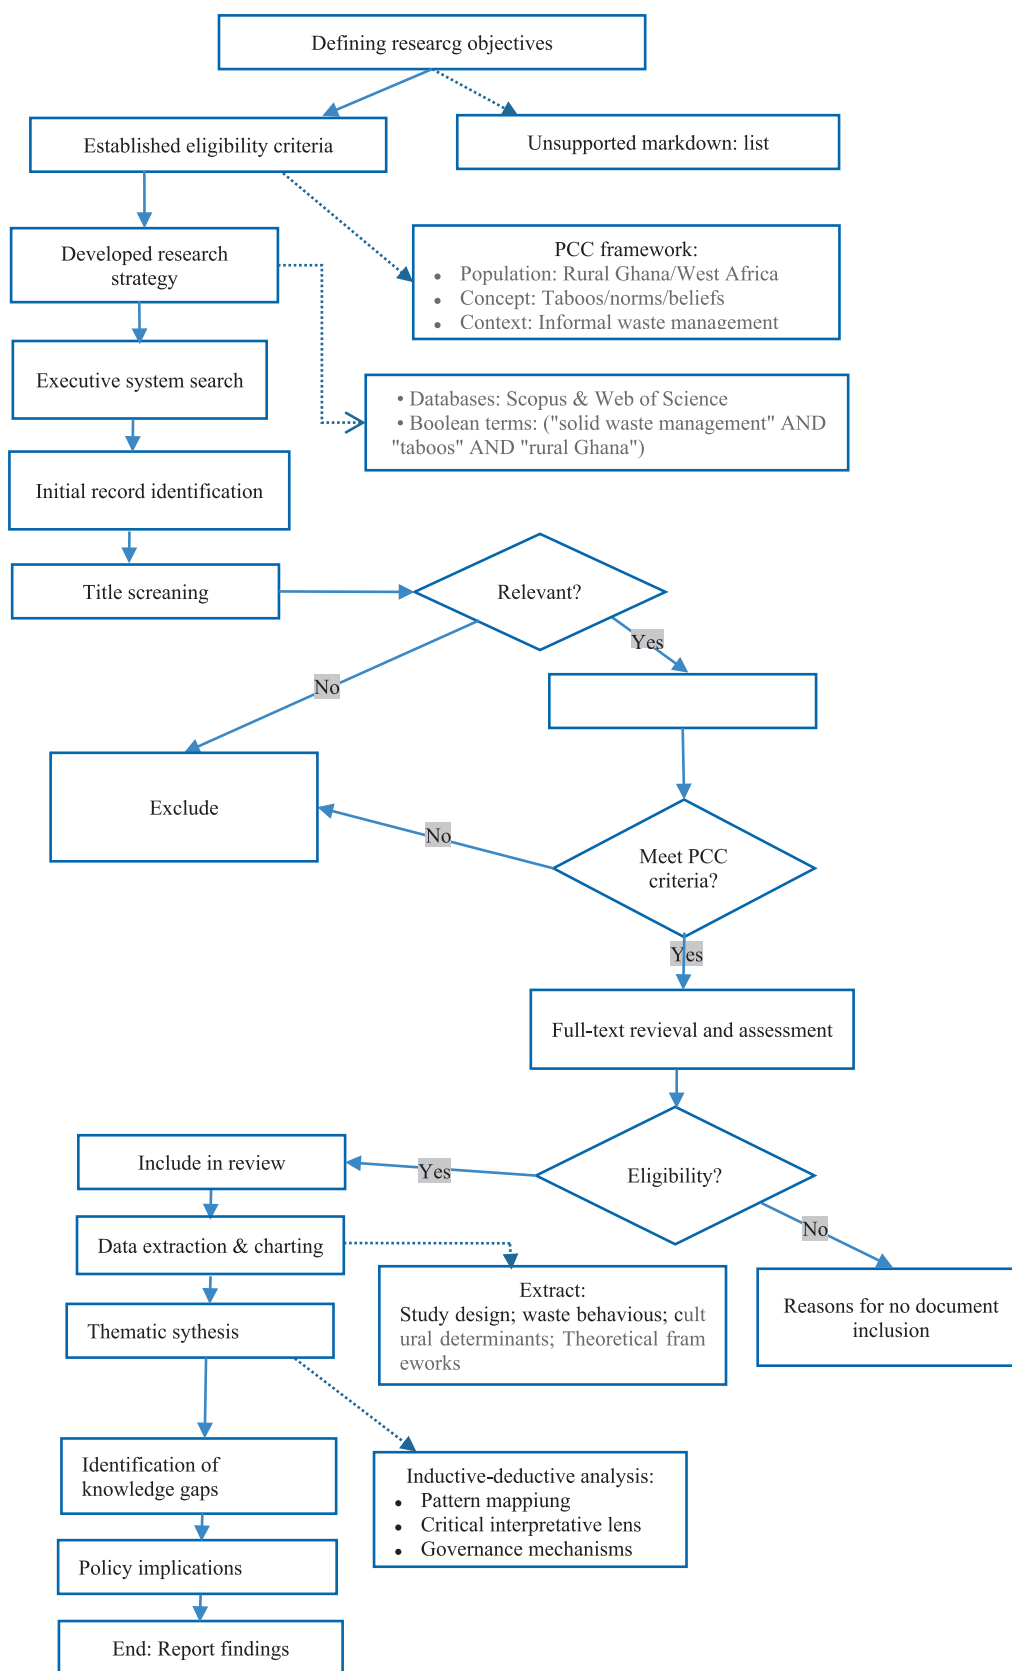 Defining researcg objectives
Established eligibility criteria
Unsupported markdown: list
Developed research
strategy
PCC framework:
• Population: Rural Ghana/West Africa
• Concept: Taboos/norms/beliefs
• Context: Informal waste management
Executive system search
• Databases: Scopus & Web of Science
• Boolean terms: ("solid waste management" AND
"taboos" AND "rural Ghana")
Initial record identification
Title screaning
Relevant?
Yes
No
Exclude
No
Meet PCC
criteria?
Yes
Full-text revieval and assessment
Include in review
Yes
Eligibility?
No
Data extraction & charting
Extract:
Study design; waste behavious; cult
ural determinants; Theoretical fram
eworks
Reasons for no document
inclusion
Thematic sythesis
Identification of
knowledge gaps
Inductive-deductive analysis:
• Pattern mappiung
• Critical interpretative lens
• Governance mechanisms
Policy implications
End: Report findings